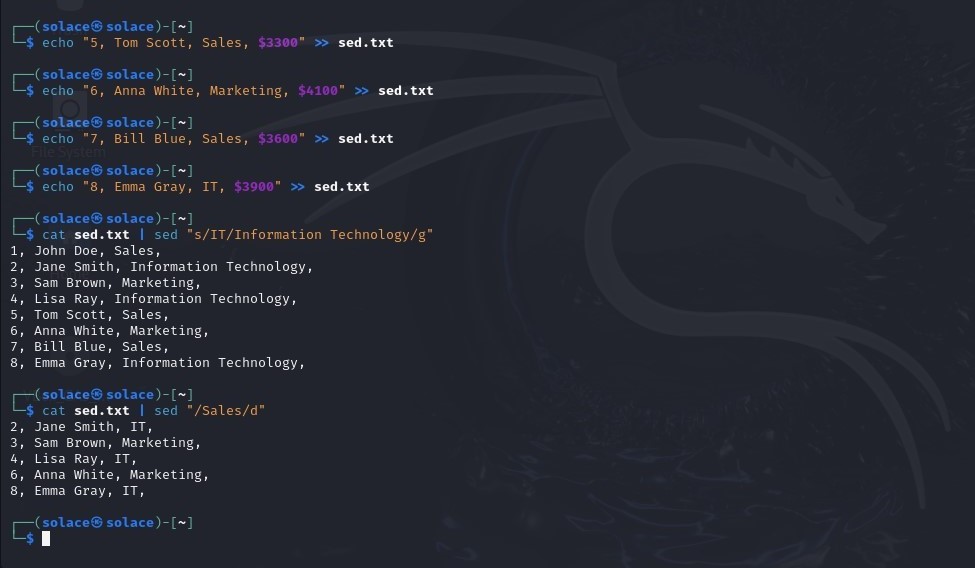 ┌──(solace㉿solace)-[~]
└─$ echo "5, Tom Scott, Sales, $3300" >> sed.txt
┌──(solace㉿solace)-[~]
└─$ echo "6, Anna White, Marketing, $4100" >> sed.txt
┌──(solace㉿solace)-[~]
└─$ echo "7, Bill Blue, Sales, $3600" >> sed.txt
File System
┌──(solace㉿solace)-[~]
└─$ echo "8, Emma Gray, IT, $3900" >> sed.txt
┌──(solace㉿solace)-[~]
└─$ cat sed.txt | sed "s/IT/Information Technology/g"
1, John Doe, Sales,
2, Jane Smith, Information Technology,
3, Sam Brown, Marketing,
4, Lisa Ray, Information Technology,
5, Tom Scott, Sales,
6, Anna White, Marketing,
7, Bill Blue, Sales,
8, Emma Gray, Information Technology,
┌──(solace㉿solace)-[~]
└─$ cat sed.txt | sed "/Sales/d"
2, Jane Smith, IT,
3, Sam Brown, Marketing,
4, Lisa Ray, IT,
6, Anna White, Marketing,
8, Emma Gray, IT,
┌──(solace㉿solace)-[~]
└─$